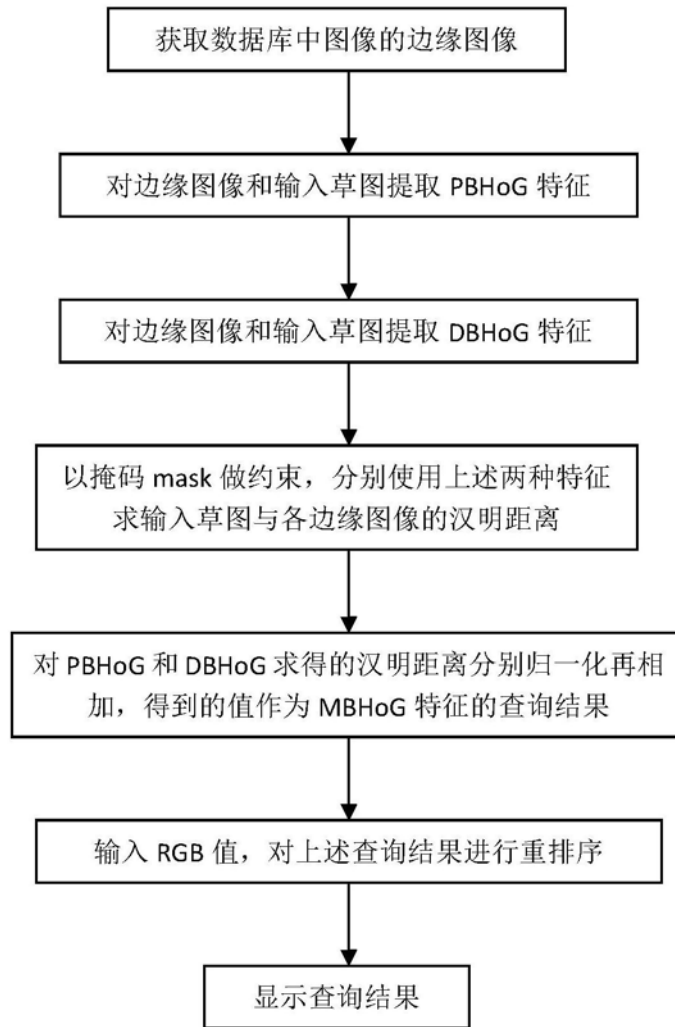 获取数据库中图像的边缘图像
对边缘图像和输入草图提取 PBHoG 特征
对边缘图像和输入草图提取 DBHoG 特征
以掩码 mask 做约束，分别使用上述两种特征
求输入草图与各边缘图像的汉明距离
对 PBHoG 和 DBHoG 求得的汉明距离分别归一化再相
加，得到的值作为 MBHoG 特征的查询结果
输入 RGB 值，对上述查询结果进行重排序
显示查询结果